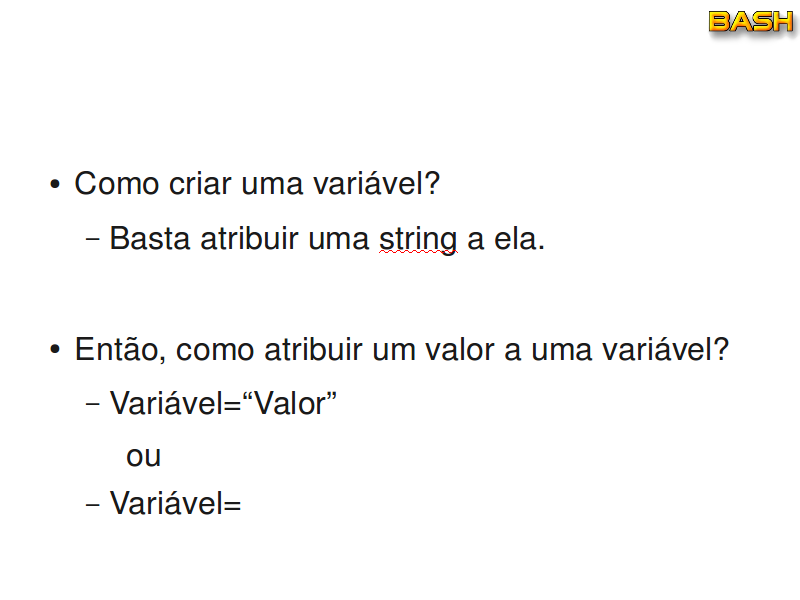 BASH
• Como criar uma variável?
– Basta atribuir uma string a ela.
• Então, como atribuir um valor a uma variável?
– Variável=“Valor”
ou
– Variável=